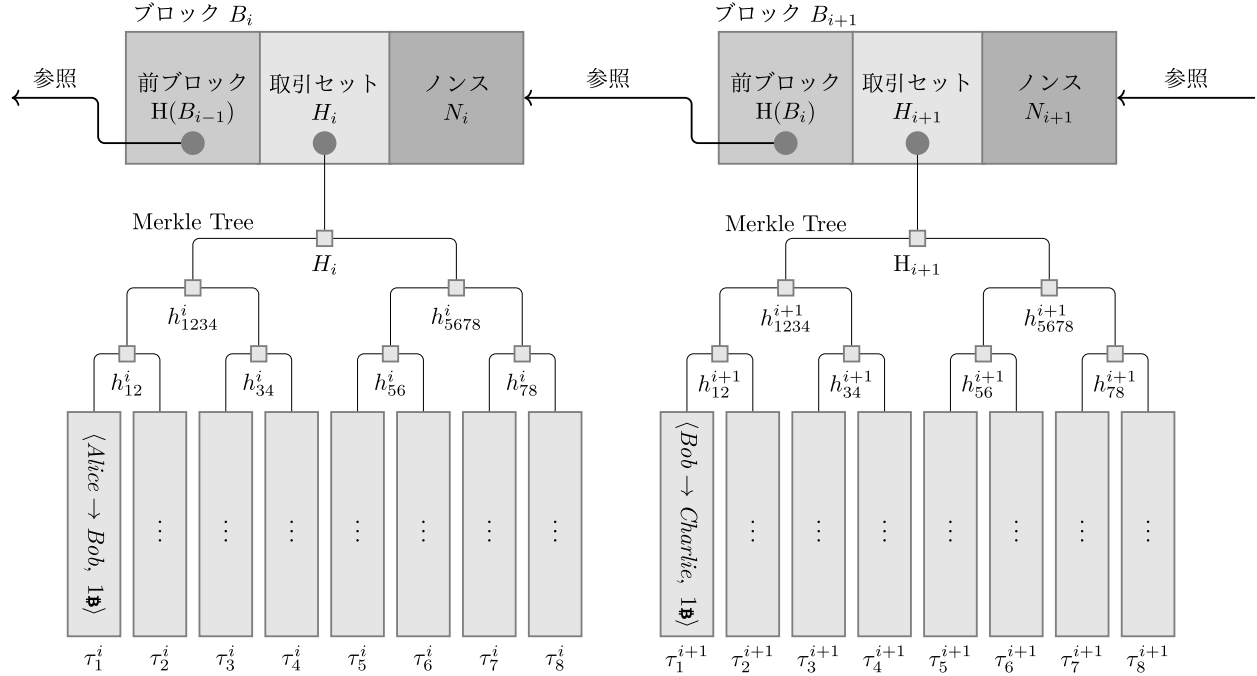 ブロック B_i
ブロック B_{i+1}
参照
前ブロック
H(B_{i−1})
取引セット
H_i
ノンス
N_i
参照
前ブロック
H(B_i)
取引セット
H_{i+1}
ノンス
N_{i+1}
参照
Merkle Tree
H_i
h^i_{1234}
h^i_{5678}
h^i_{12}
h^i_{34}
h^i_{56}
h^i_{78}
⟨Alice → Bob, 1₿⟩
⋯
⋯
⋯
⋯
⋯
⋯
⋯
τ^i_1
τ^i_2
τ^i_3
τ^i_4
τ^i_5
τ^i_6
τ^i_7
τ^i_8
Merkle Tree
H_{i+1}
h^{i+1}_{1234}
h^{i+1}_{5678}
h^{i+1}_{12}
h^{i+1}_{34}
h^{i+1}_{56}
h^{i+1}_{78}
⟨Bob → Charlie, 1₿⟩
⋯
⋯
⋯
⋯
⋯
⋯
⋯
τ^{i+1}_1
τ^{i+1}_2
τ^{i+1}_3
τ^{i+1}_4
τ^{i+1}_5
τ^{i+1}_6
τ^{i+1}_7
τ^{i+1}_8